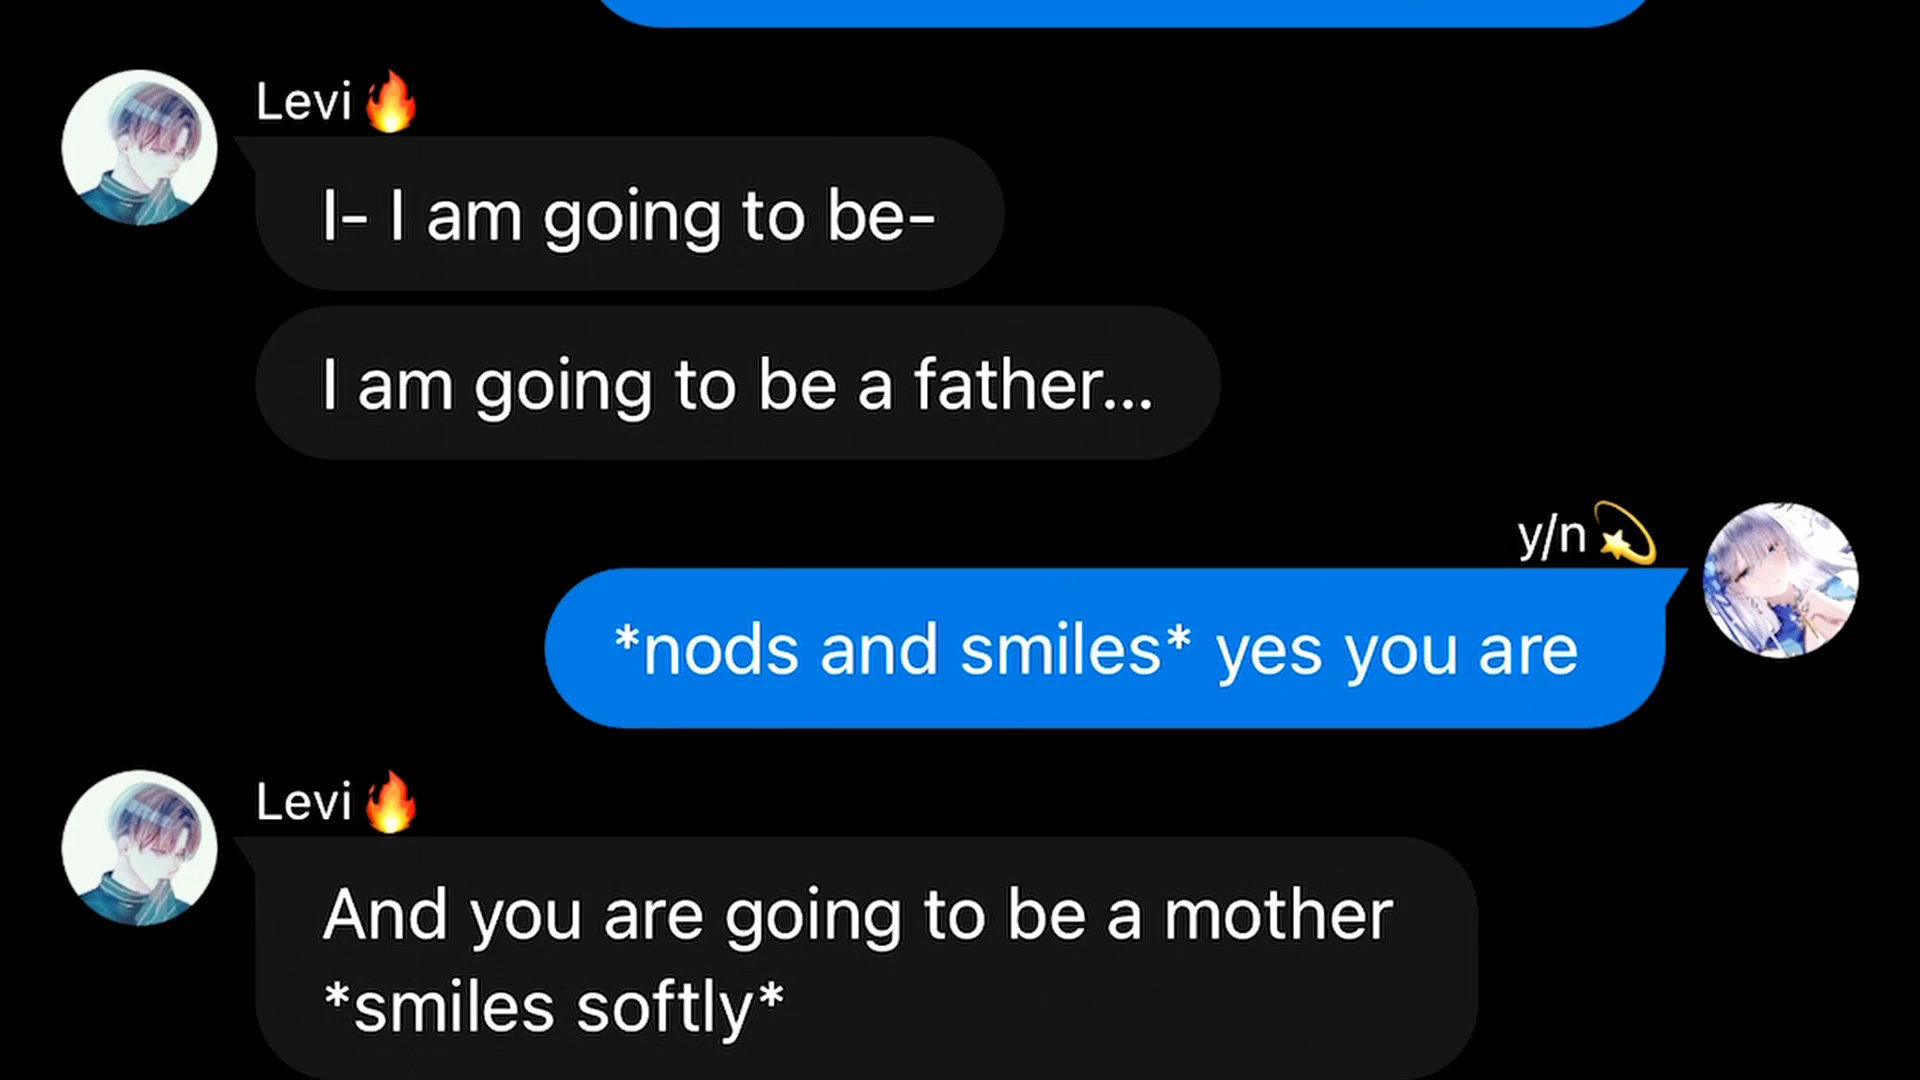 Levi🔥
I- I am going to be-
I am going to be a father...
y/n💫
*nods and smiles* yes you are
Levi🔥
And you are going to be a mother
*smiles softly*